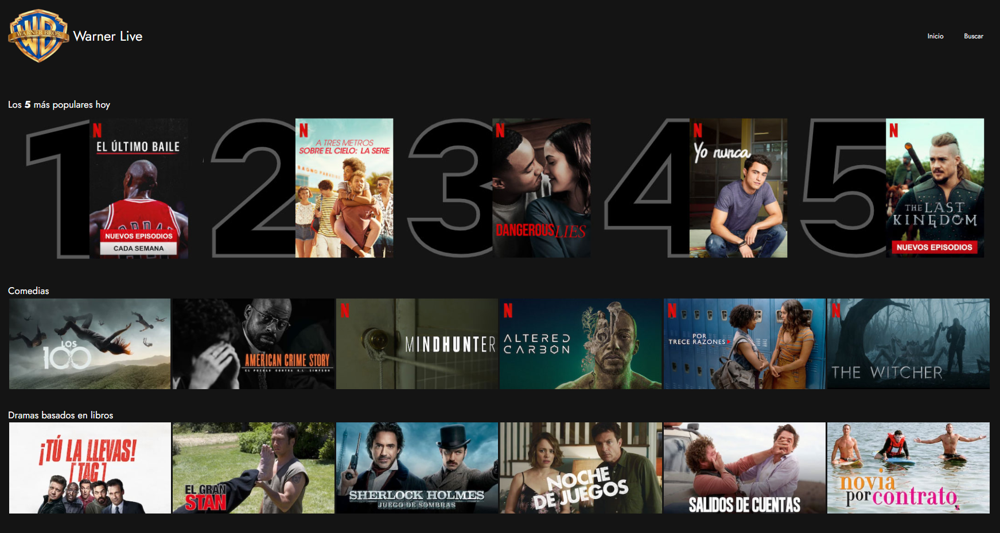 WARNER BROS.
Warner Live
Inicio
Buscar
Los 5 más populares hoy
1
N
EL ÚLTIMO BAILE
NUEVOS EPISODIOS
CADA SEMANA
2
N
A TRES METROS
SOBRE EL CIELO: LA SERIE
3
N
DANGEROUS LIES
4
N
Yo nunca
5
N
THE LAST
KINGDOM
NUEVOS EPISODIOS
Comedias
LOS
100
AMERICAN CRIME STORY
EL PUEBLO CONTRA O.J. SIMPSON
N
MINDHUNTER
N
ALTERED
CARBON
N
POR
TRECE RAZONES
N
THE WITCHER
Dramas basados en libros
¡TÚ LA LLEVAS!
[TAG]
EL GRAN
STAN
SHERLOCK HOLMES
JUEGO DE SOMBRAS
NOCHE
DE JUEGOS
SALIDOS DE CUENTAS
novia
por contrato